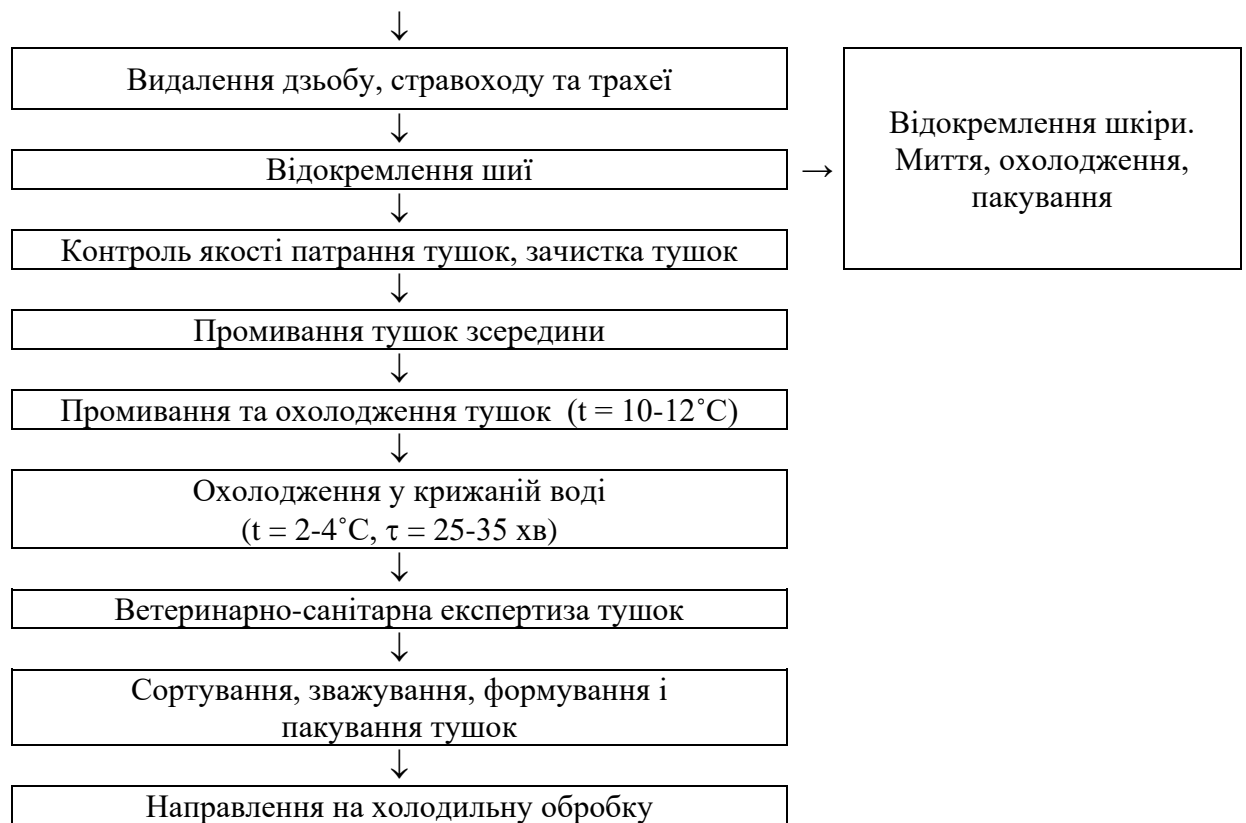 ↓
Видалення дзьобу, стравоходу та трахеї
↓
Відокремлення шиї
→
Відокремлення шкіри.
Миття, охолодження,
пакування
↓
Контроль якості патрання тушок, зачистка тушок
↓
Промивання тушок зсередини
↓
Промивання та охолодження тушок (t = 10-12˚С)
↓
Охолодження у крижаній воді
(t = 2-4˚С, τ = 25-35 хв)
↓
Ветеринарно-санітарна експертиза тушок
↓
Сортування, зважування, формування і
пакування тушок
↓
Направлення на холодильну обробку